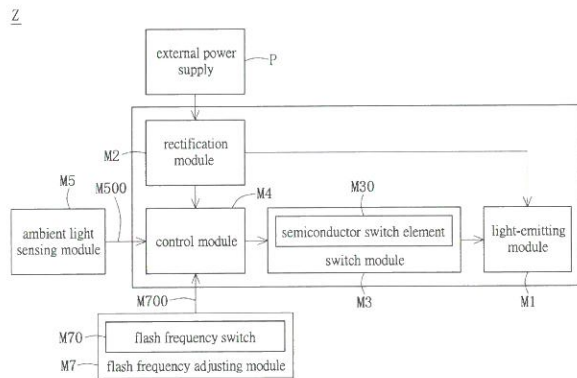 Z
external power
supply
P
rectification
module
M2
M5
M500
M4
M30
ambient light
sensing module
control module
semiconductor switch element
switch module
light-emitting
module
M700
M3
M1
M70
flash frequency switch
M7
flash frequency adjusting module